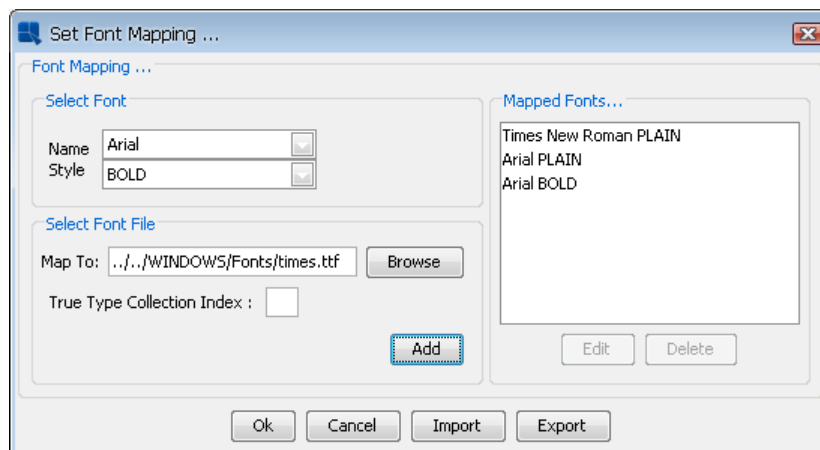 Set Font Mapping ...
Font Mapping ...
Select Font
Name Arial
Style BOLD
Select Font File
Map To: ../../WINDOWS/Fonts/times.ttf Browse
True Type Collection Index :
Add
Mapped Fonts...
Times New Roman PLAIN
Arial PLAIN
Arial BOLD
Edit Delete
Ok Cancel Import Export